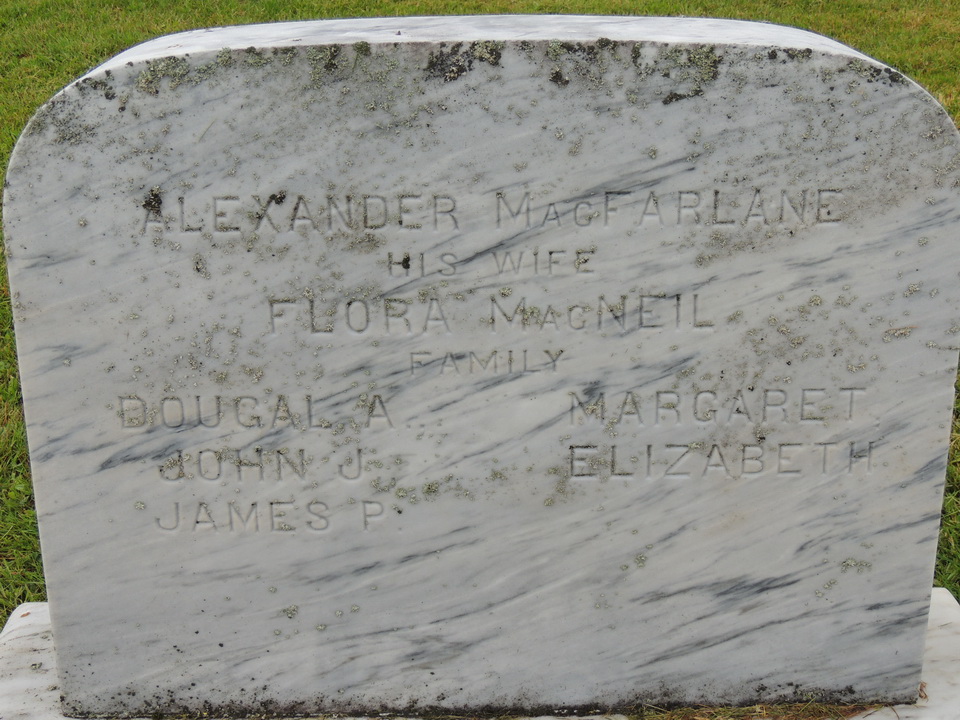 ALEXANDER MACFARLANE
HIS WIFE
FLORA MACNEIL
FAMILY
DOUGAL A.
JOHN J.
JAMES P.
MARGARET,
ELIZABETH